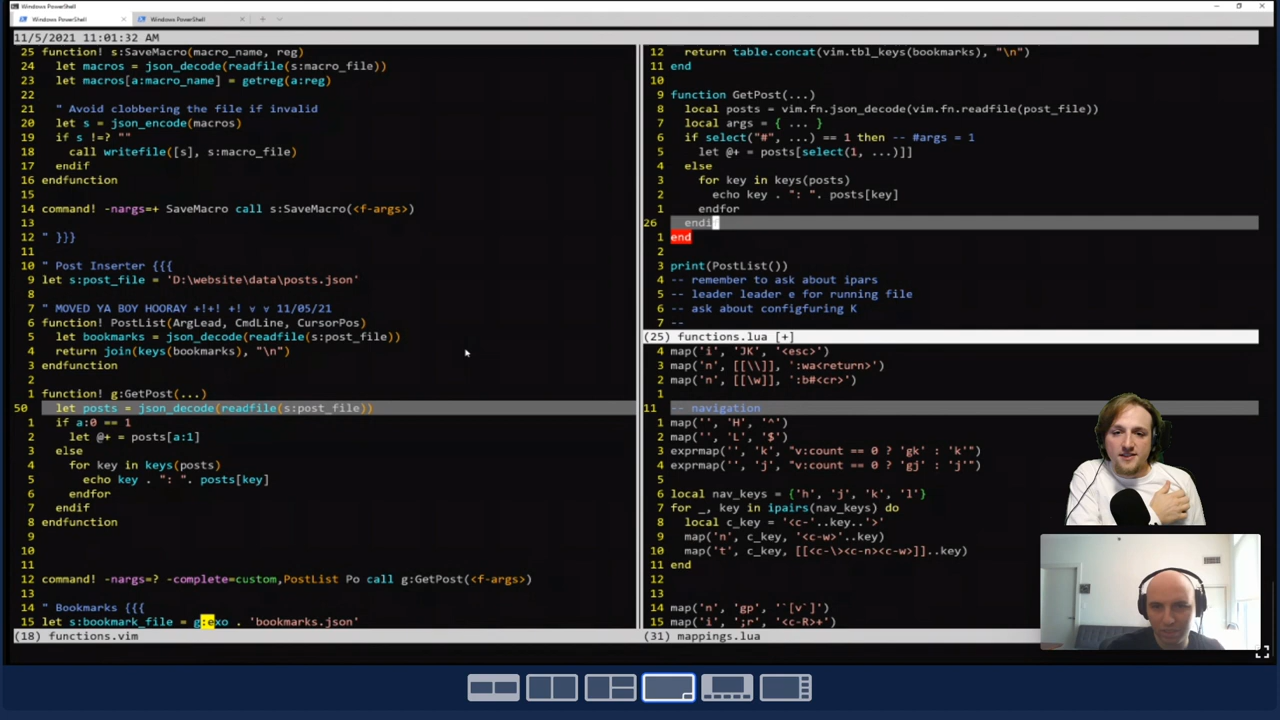 Windows PowerShell
Windows PowerShell
Windows PowerShell
11/5/2021 11:01:32 AM
25 function! s:SaveMacro(macro_name, reg)
24 let macros = json_decode(readfile(s:macro_file))
23 let macros[a:macro_name] = getreg(a:reg)
22
21 " Avoid clobbering the file if invalid
20 let s = json_encode(macros)
19 if s !=? ""
18 call writefile([s], s:macro_file)
17 endif
16 endfunction
15
14 command! -nargs=+ SaveMacro call s:SaveMacro(<f-args>)
13
12 " }}}
11
10 " Post Inserter {{{
9 let s:post_file = 'D:\website\data\posts.json'
8
7 " MOVED YA BOY HOORAY +!+! +! v v 11/05/21
6 function! PostList(ArgLead, CmdLine, CursorPos)
5 let bookmarks = json_decode(readfile(s:post_file))
4 return join(keys(bookmarks), "\n")
3 endfunction
2
1 function! g:GetPost(...)
50 let posts = json_decode(readfile(s:post_file))
1 if a:0 == 1
2 let @+ = posts[a:1]
3 else
4 for key in keys(posts)
5 echo key . ": ". posts[key]
6 endfor
7 endif
8 endfunction
9
10
11
12 command! -nargs=? -complete=custom,PostList Po call g:GetPost(<f-args>)
13
14 " Bookmarks {{{
15 let s:bookmark_file = g:exo . 'bookmarks.json'
(18) functions.vim
12 return table.concat(vim.tbl_keys(bookmarks), "\n")
11 end
10
9 function GetPost(...)
8 local posts = vim.fn.json_decode(vim.fn.readfile(post_file))
7 local args = { ... }
6 if select("#", ...) == 1 then -- #args = 1
5 let @+ = posts[select(1, ...)]]
4 else
3 for key in keys(posts)
2 echo key . ": ". posts[key]
1 endfor
26 endif
1 end
2
3 print(PostList())
4 -- remember to ask about ipars
5 -- leader leader e for running file
6 -- ask about configfuring K
7 --
(25) functions.lua [+]
4 map('i', 'JK', '<esc>')
3 map('n', [[\\]], ':wa<return>')
2 map('n', [[\w]], ':b#<cr>')
1
11 -- navigation
1 map('', 'H', '^')
2 map('', 'L', '$')
3 exprmap('', 'k', "v:count == 0 ? 'gk' : 'k'")
4 exprmap('', 'j', "v:count == 0 ? 'gj' : 'j'")
5
6 local nav_keys = {'h', 'j', 'k', 'l'}
7 for _, key in ipairs(nav_keys) do
8 local c_key = '<c-'..key..'>'
9 map('n', c_key, '<c-w>'..key)
10 map('t', c_key, [[<c-\><c-n><c-w>]]..key)
11 end
12
13
14 map('n', 'gp', '`[v`]')
15 map('i', ';r', '<c-R>+')
(31) mappings.lua